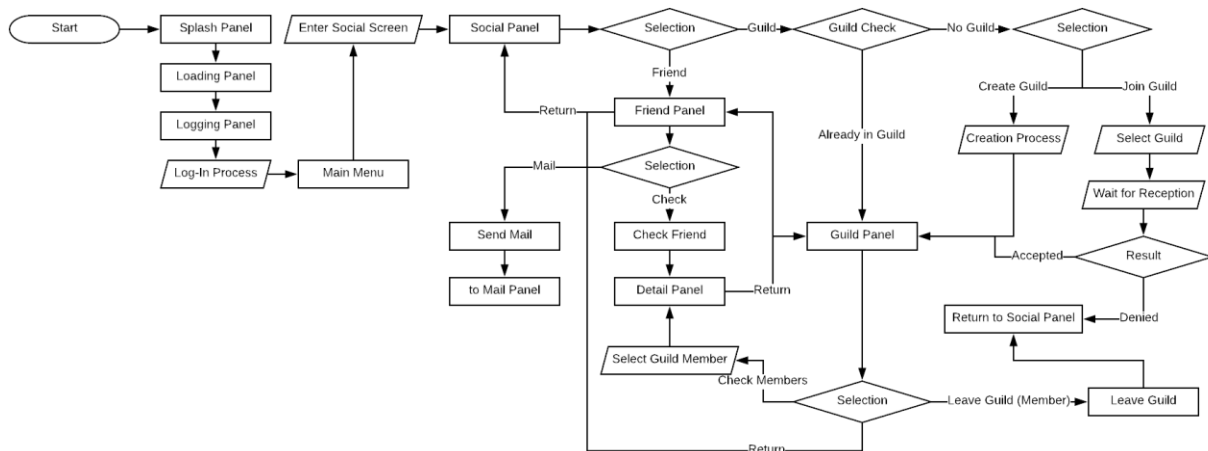 Start
Splash Panel
Enter Social Screen
Social Panel
Selection
Guild
Guild Check
No Guild
Selection
Loading Panel
Friend
Create Guild
Join Guild
Logging Panel
Return
Friend Panel
Already in Guild
Creation Process
Select Guild
Log-In Process
Main Menu
Mail
Selection
Wait for Reception
Check
Send Mail
Check Friend
Guild Panel
Accepted
Result
to Mail Panel
Detail Panel
Return
Return to Social Panel
Denied
Select Guild Member
Check Members
Selection
Leave Guild (Member)
Leave Guild
Return